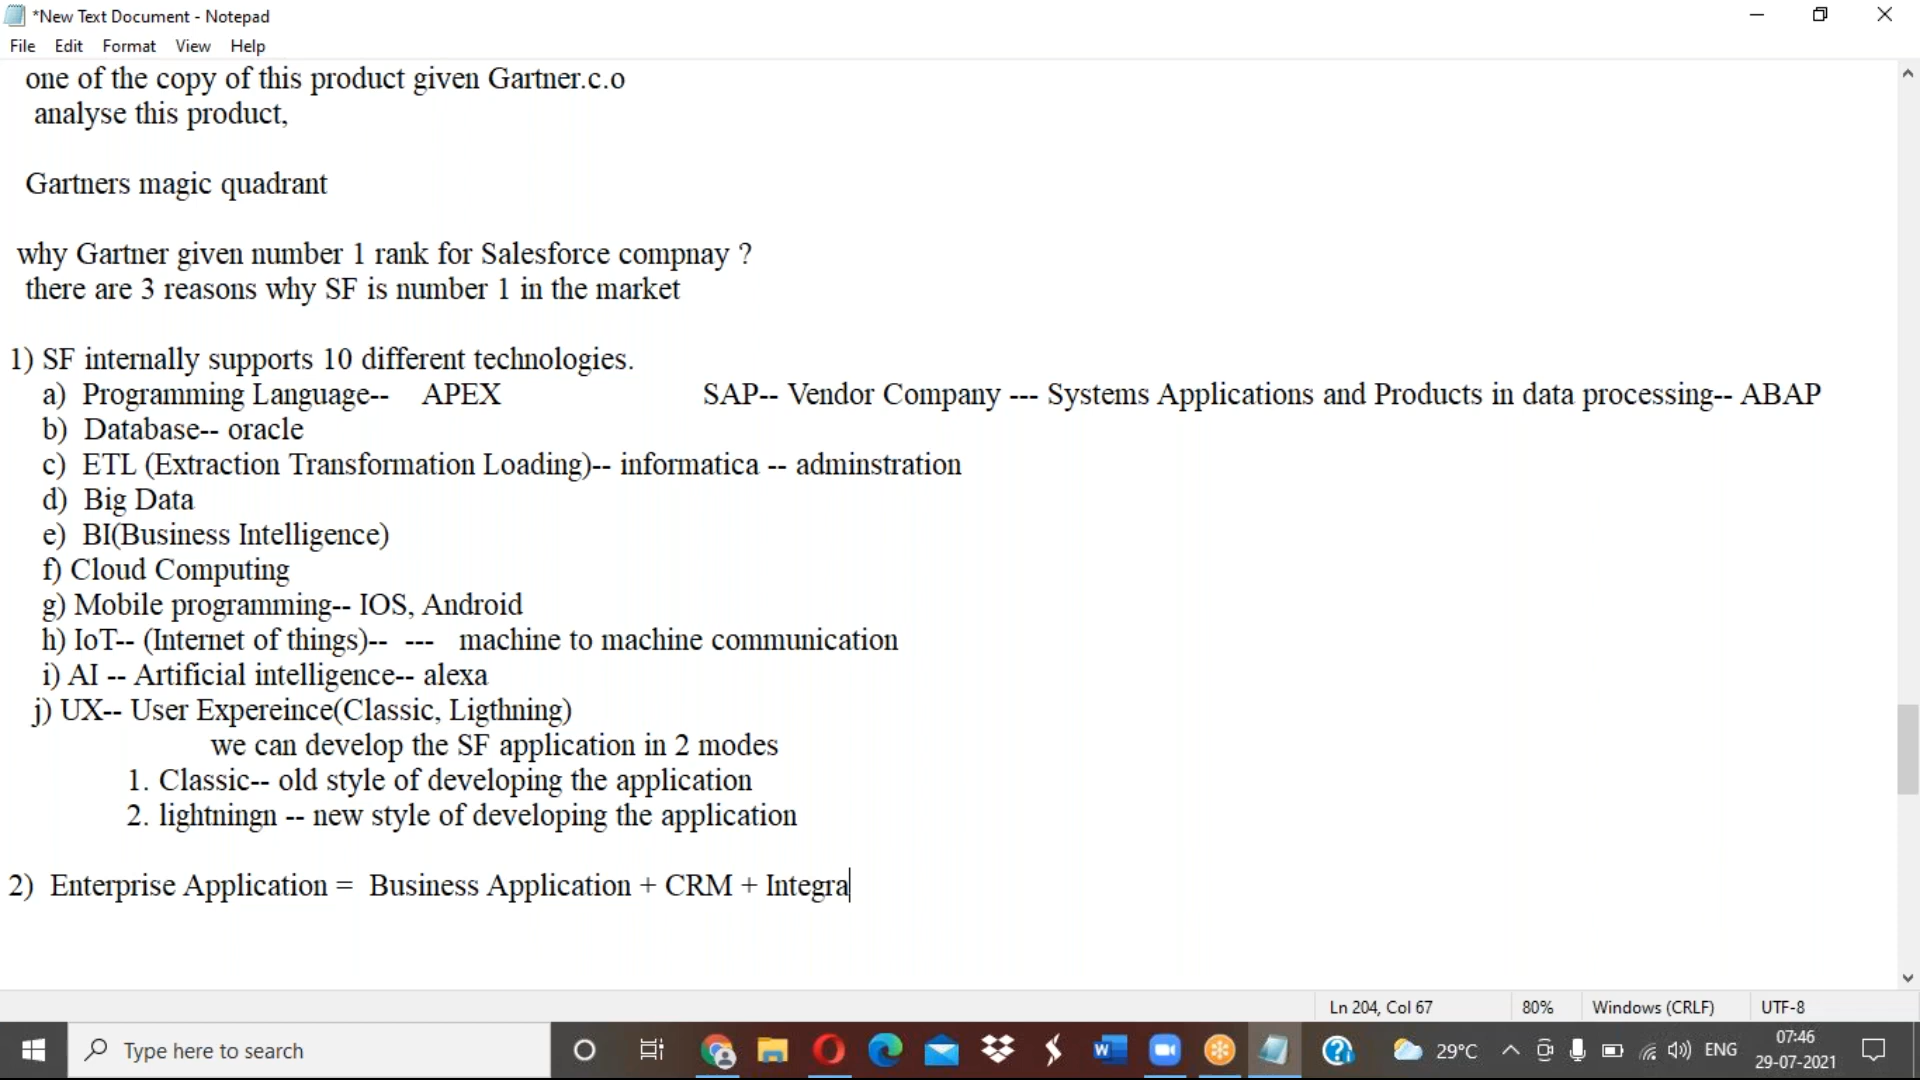 *New Text Document - Notepad
File Edit Format View Help
one of the copy of this product given Gartner.c.o
analyse this product,
Gartners magic quadrant
why Gartner given number 1 rank for Salesforce compnay ?
there are 3 reasons why SF is number 1 in the market
1) SF internally supports 10 different technologies.
a) Programming Language-- APEX SAP-- Vendor Company --- Systems Applications and Products in data processing-- ABAP
b) Database-- oracle
c) ETL (Extraction Transformation Loading)-- informatica -- adminstration
d) Big Data
e) BI(Business Intelligence)
f) Cloud Computing
g) Mobile programming-- IOS, Android
h) IoT-- (Internet of things)-- --- machine to machine communication
i) AI -- Artificial intelligence-- alexa
j) UX-- User Expereince(Classic, Ligthning)
we can develop the SF application in 2 modes
1. Classic-- old style of developing the application
2. lightningn -- new style of developing the application
2) Enterprise Application = Business Application + CRM + Integra
Ln 204, Col 67 80% Windows (CRLF) UTF-8
Type here to search 29°C ENG 07:46
29-07-2021